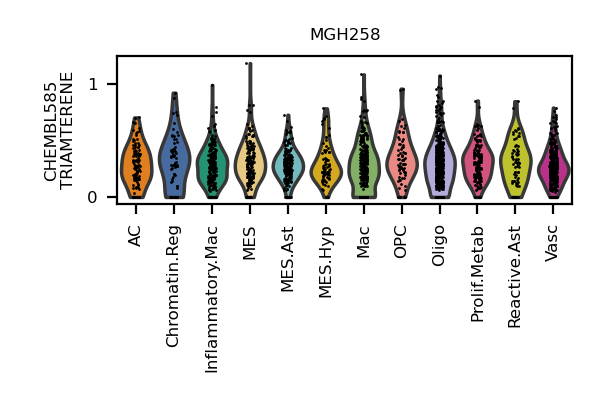 MGH258
CHEMBL585
TRIAMTERENE
1
0
AC
Chromatin.Reg
Inflammatory.Mac
MES
MES.Ast
MES.Hyp
Mac
OPC
Oligo
Prolif.Metab
Reactive.Ast
Vasc